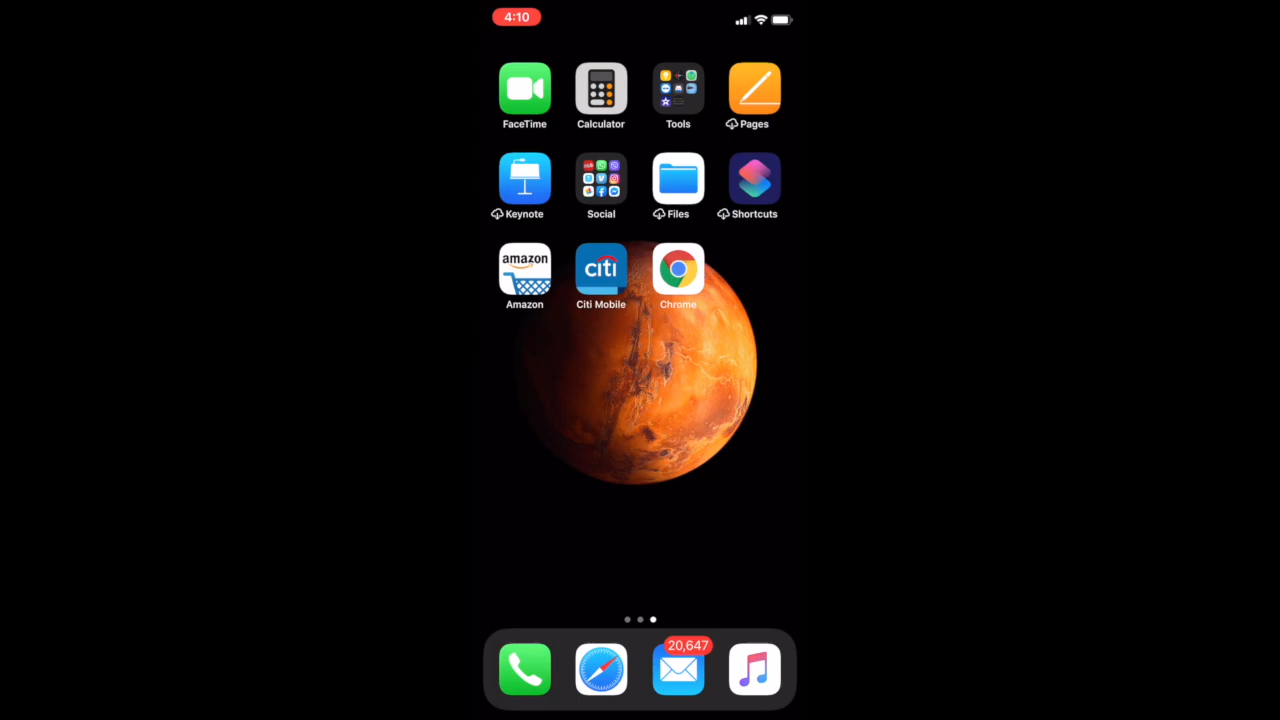 4:10
FaceTime Calculator Tools Pages
Keynote Social Files Shortcuts
amazon citi
Amazon Citi Mobile Chrome
20,647